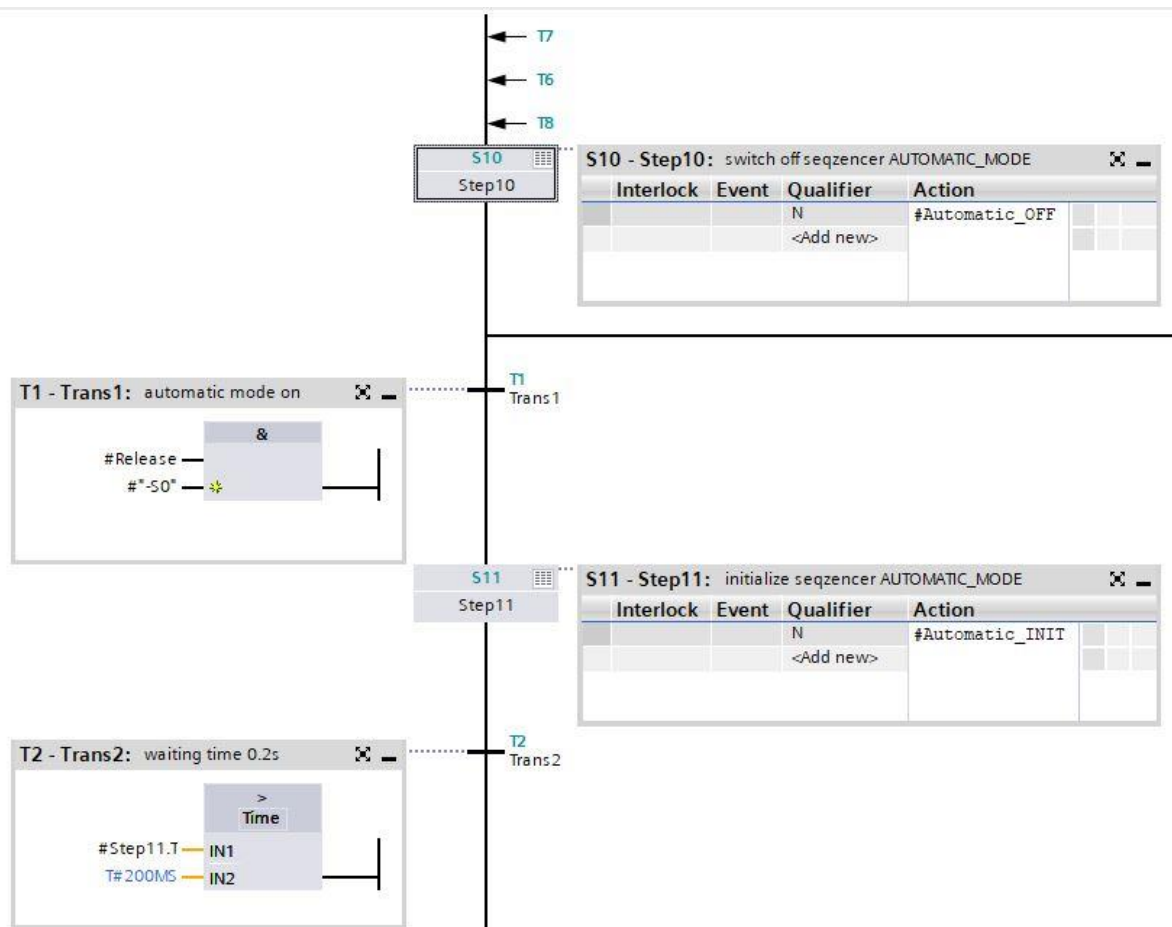 T7
T6
T8
S10
Step10
S10 - Step10: switch off seqzencer AUTOMATIC_MODE
Interlock Event Qualifier Action
N #Automatic_OFF
<Add new>
T1
Trans1
T1 - Trans1: automatic mode on
&
#Release
#"-S0"
S11
Step11
S11 - Step11: initialize seqzencer AUTOMATIC_MODE
Interlock Event Qualifier Action
N #Automatic_INIT
<Add new>
T2
Trans2
T2 - Trans2: waiting time 0.2s
>
Time
#Step11.T IN1
T#200MS IN2